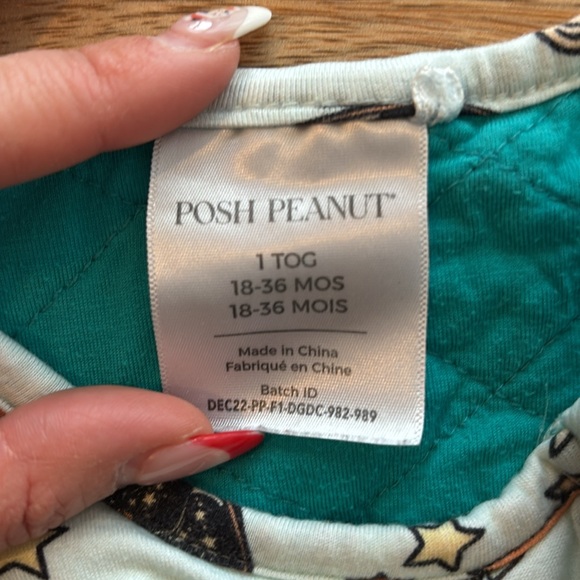 POSH PEANUT™
1 TOG
18-36 MOS
18-36 MOIS
Made in China
Fabriqué en Chine
Batch ID
DEC22-PP-F1-DGDC-982-989